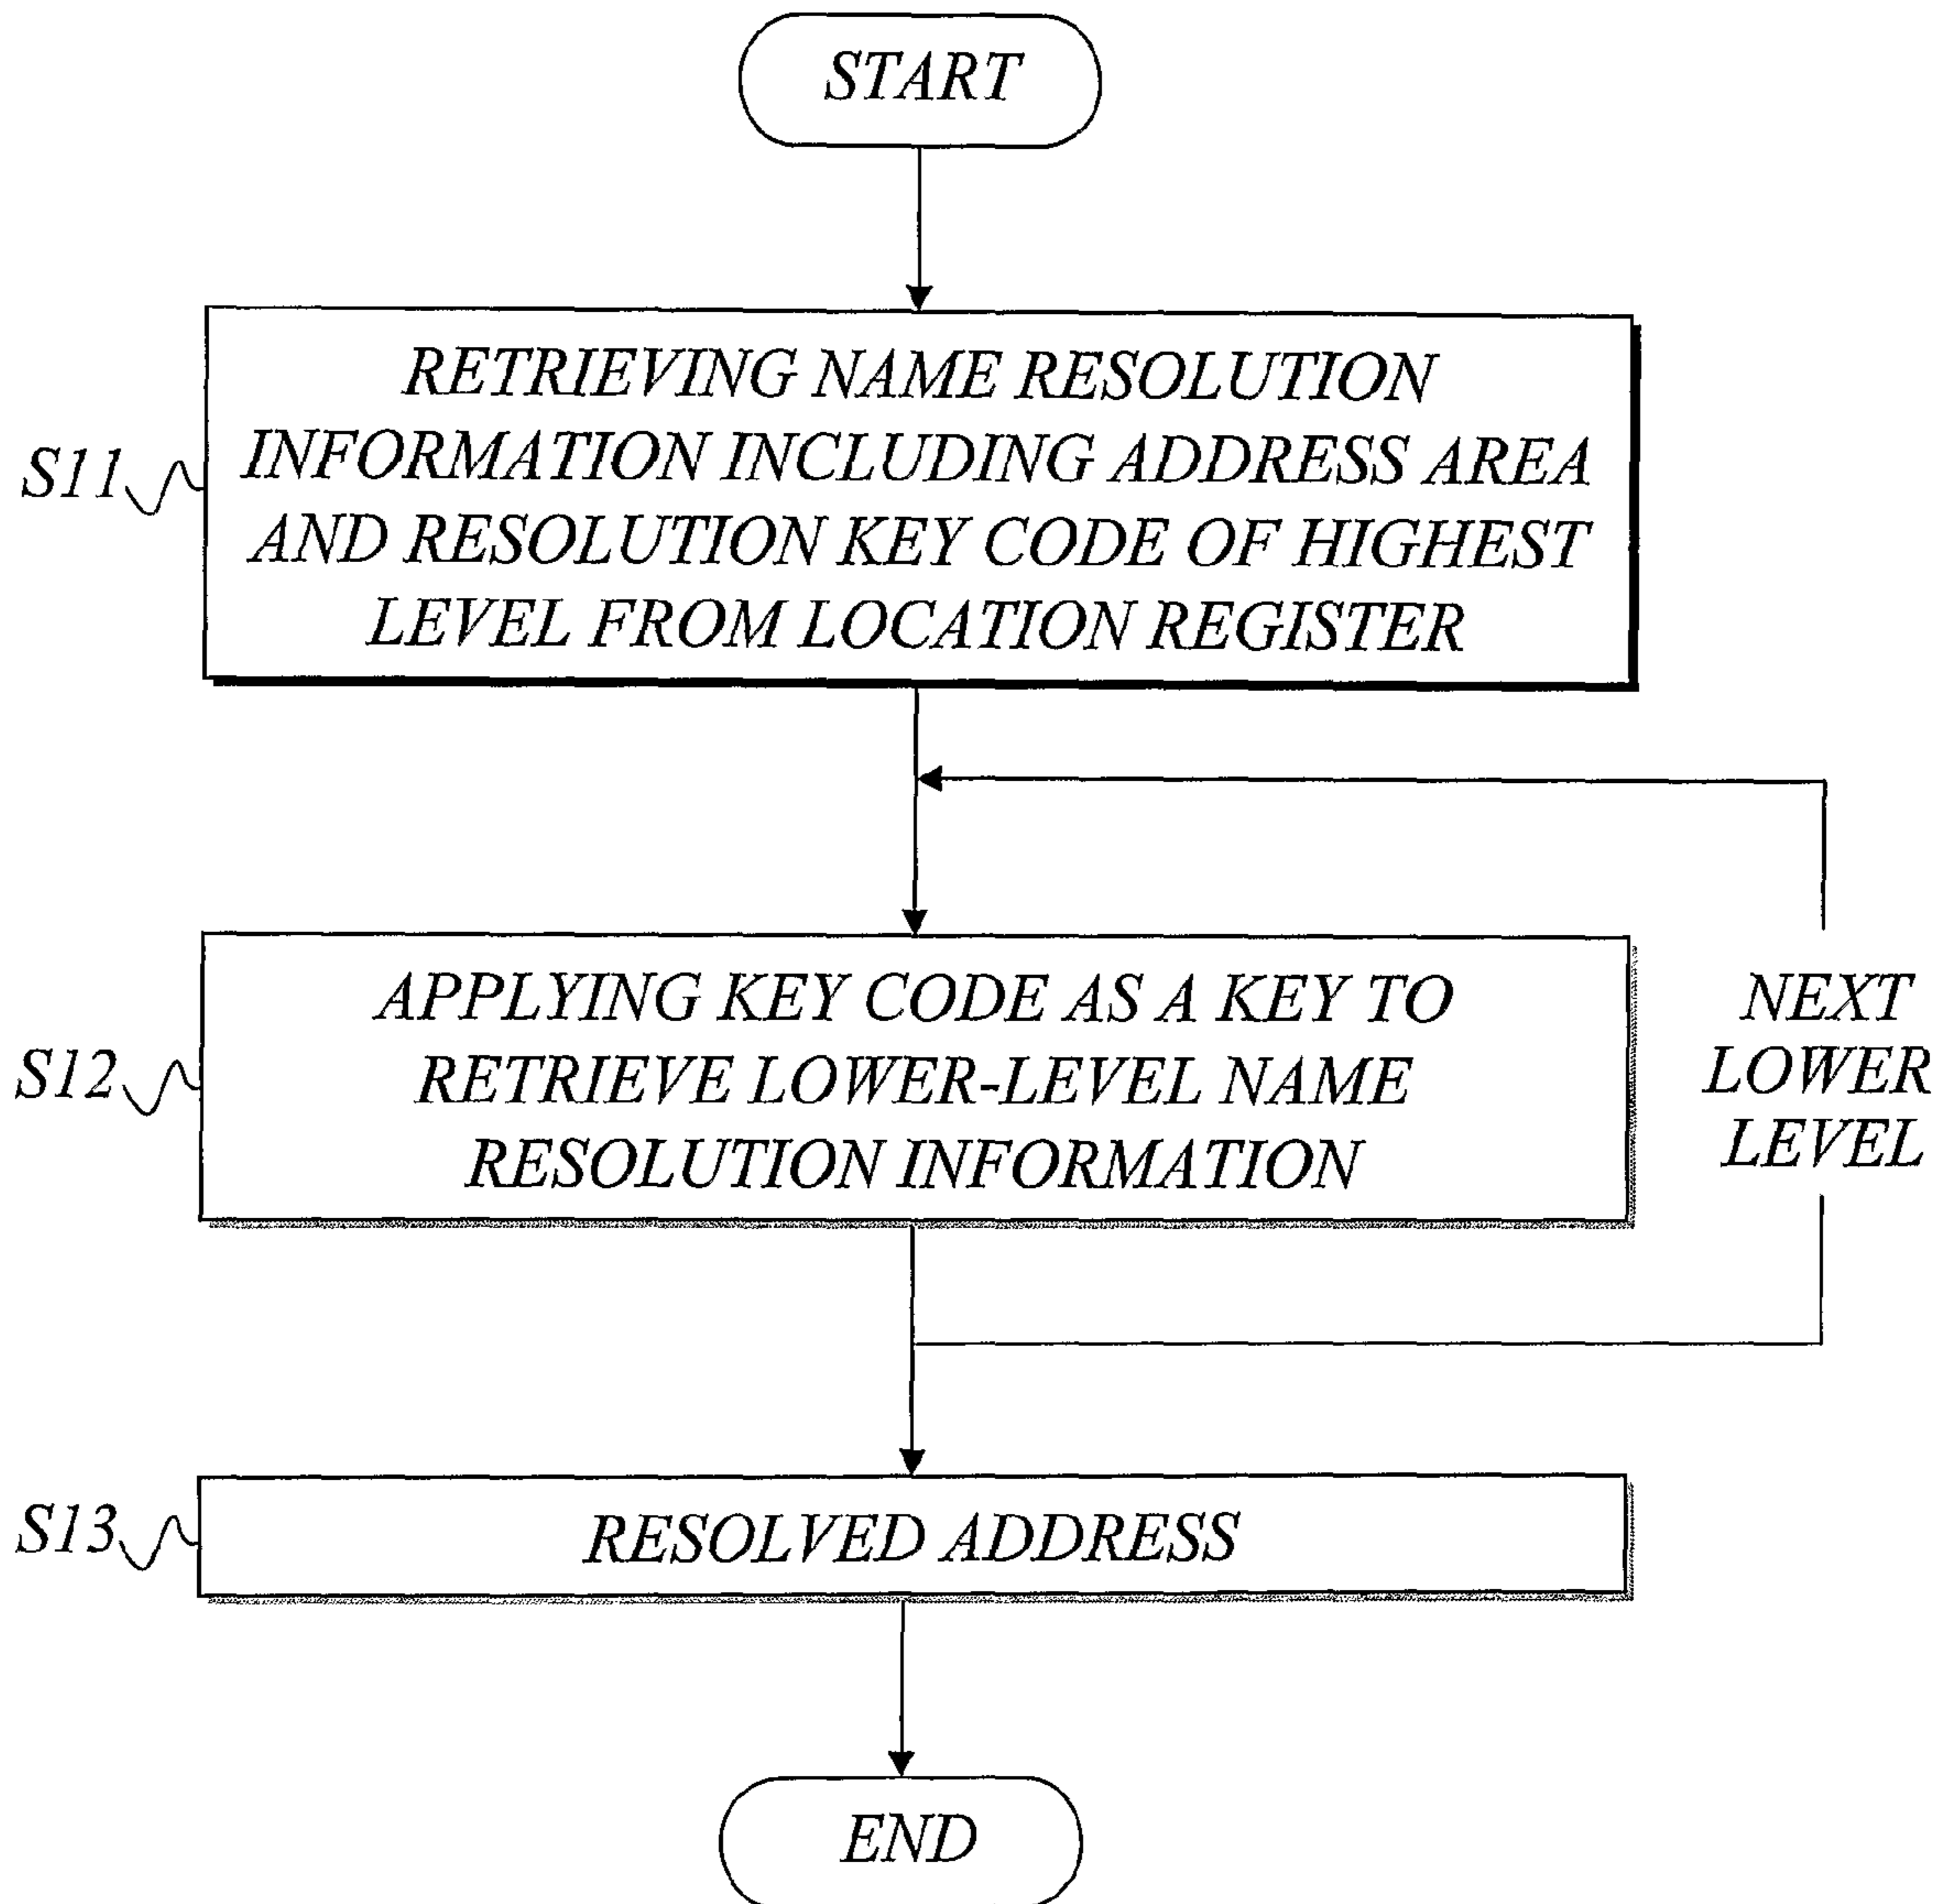 START
RETRIEVING NAME RESOLUTION
INFORMATION INCLUDING ADDRESS AREA
AND RESOLUTION KEY CODE OF HIGHEST
LEVEL FROM LOCATION REGISTER
S11
APPLYING KEY CODE AS A KEY TO
RETRIEVE LOWER-LEVEL NAME
RESOLUTION INFORMATION
S12
NEXT
LOWER
LEVEL
S13
RESOLVED ADDRESS
END